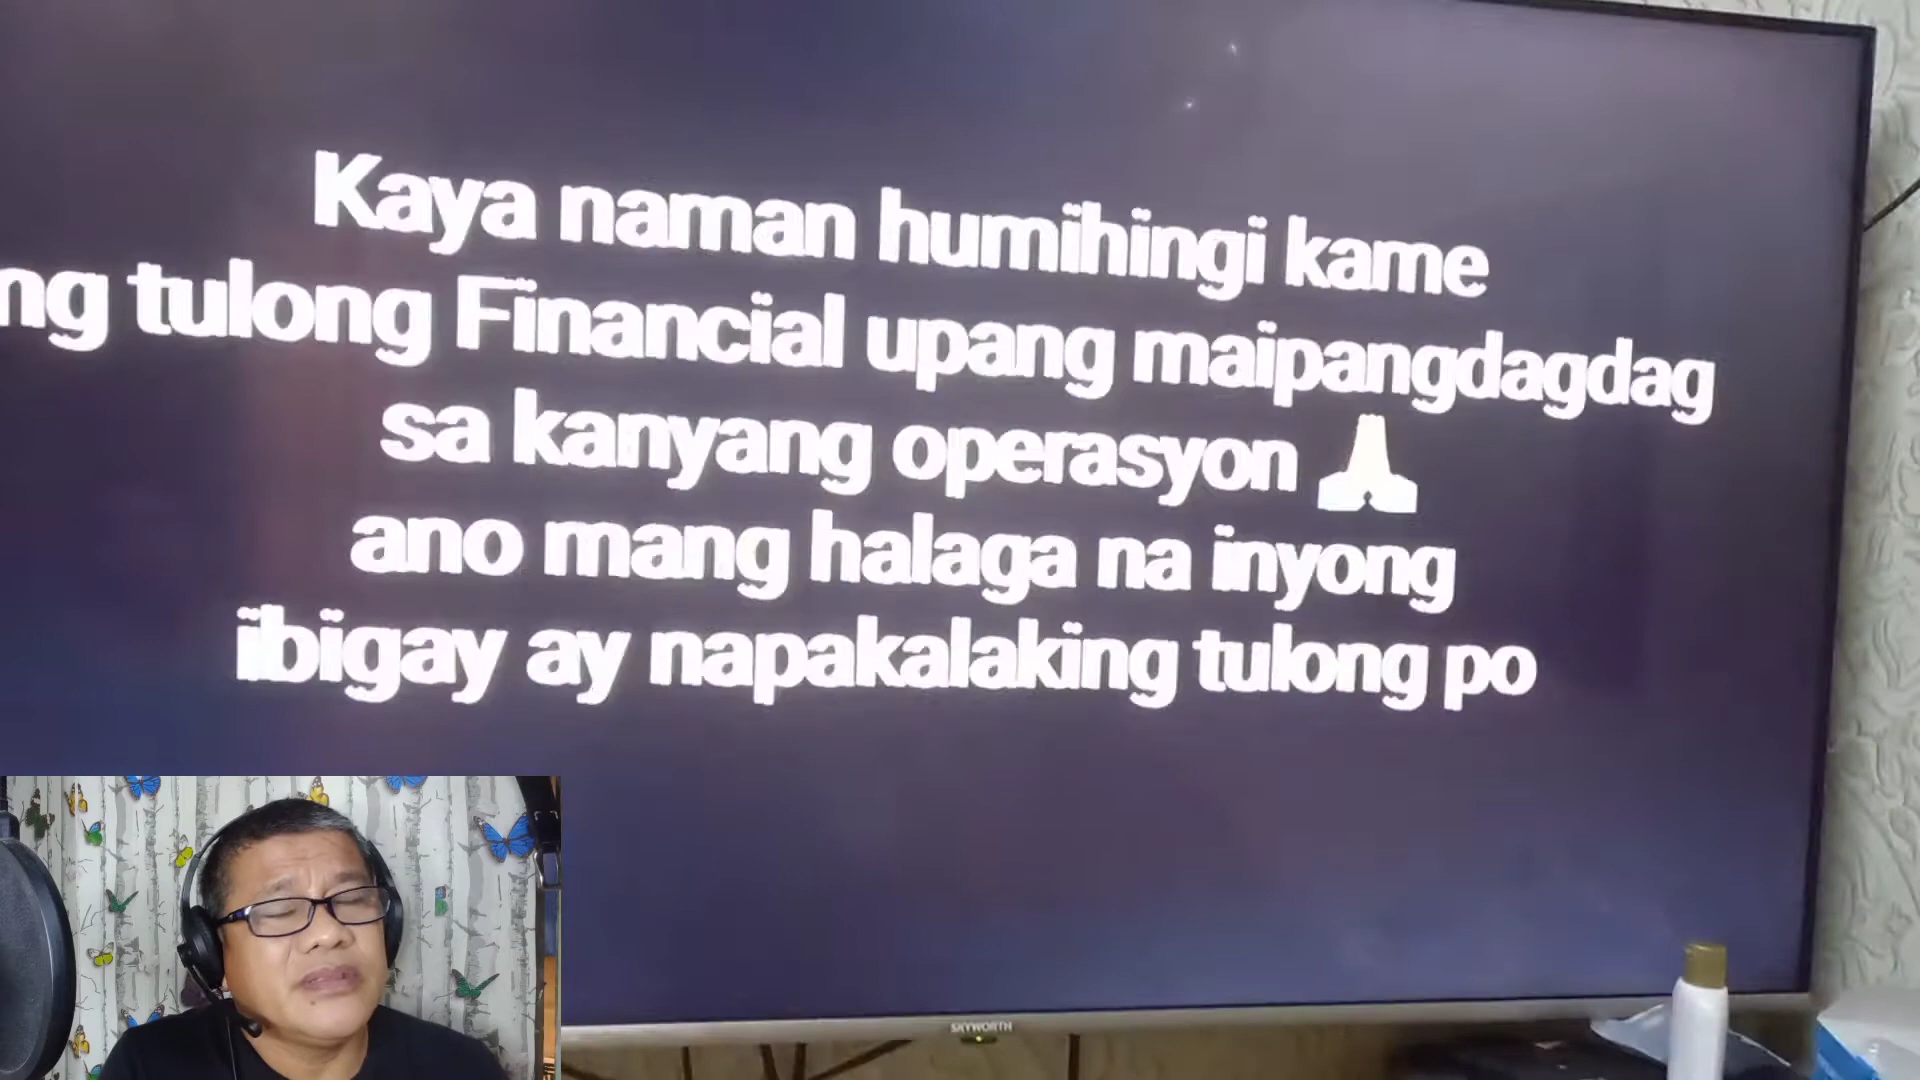 Kaya naman humihingi kame
ng tulong Financial upang maipangdagdag
sa kanyang operasyon 🙏
ano mang halaga na inyong
ibigay ay napakalaking tulong po
SKYWORTH